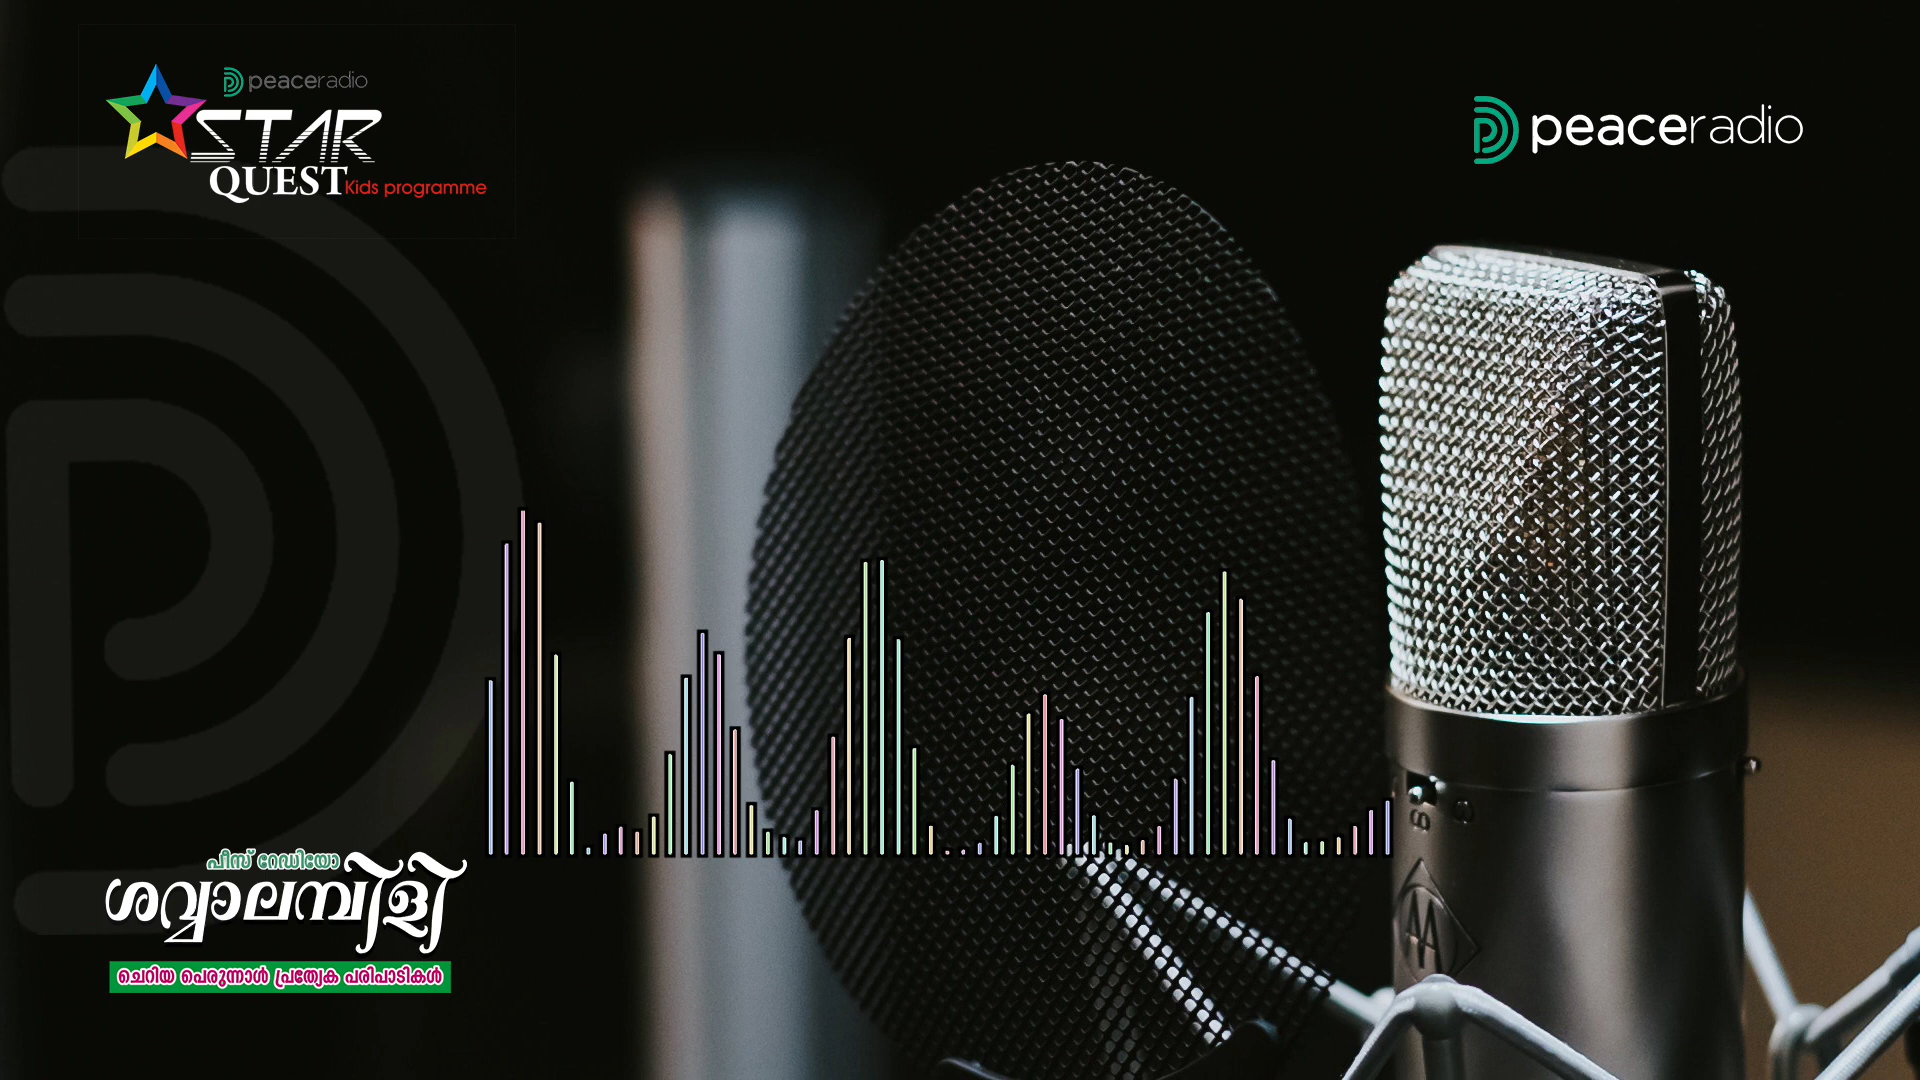 peaceradio
STAR
QUEST Kids programme
peaceradio
പീസ് റേഡിയോ
ശവ്വാലമ്പിളി
ചെറിയ പെരുന്നാൾ പ്രത്യേക പരിപാടികൾ